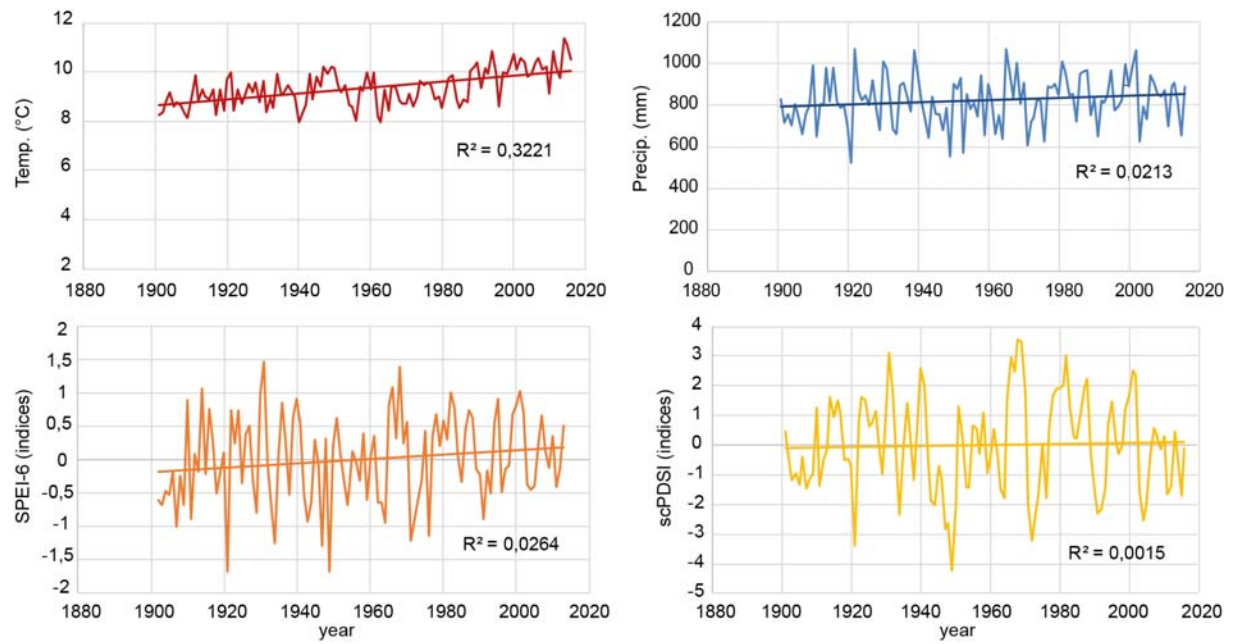 12
10
8
6
4
2
Temp. (°C)
R² = 0,3221
1880 1900 1920 1940 1960 1980 2000 2020
1200
1000
800
600
400
200
0
Precip. (mm)
R² = 0,0213
1880 1900 1920 1940 1960 1980 2000 2020
2
1,5
1
0,5
0
-0,5
-1
-1,5
-2
SPEI-6 (indices)
R² = 0,0264
1880 1900 1920 1940 1960 1980 2000 2020
year
4
3
2
1
0
-1
-2
-3
-4
-5
scPDSI (indices)
R² = 0,0015
1880 1900 1920 1940 1960 1980 2000 2020
year